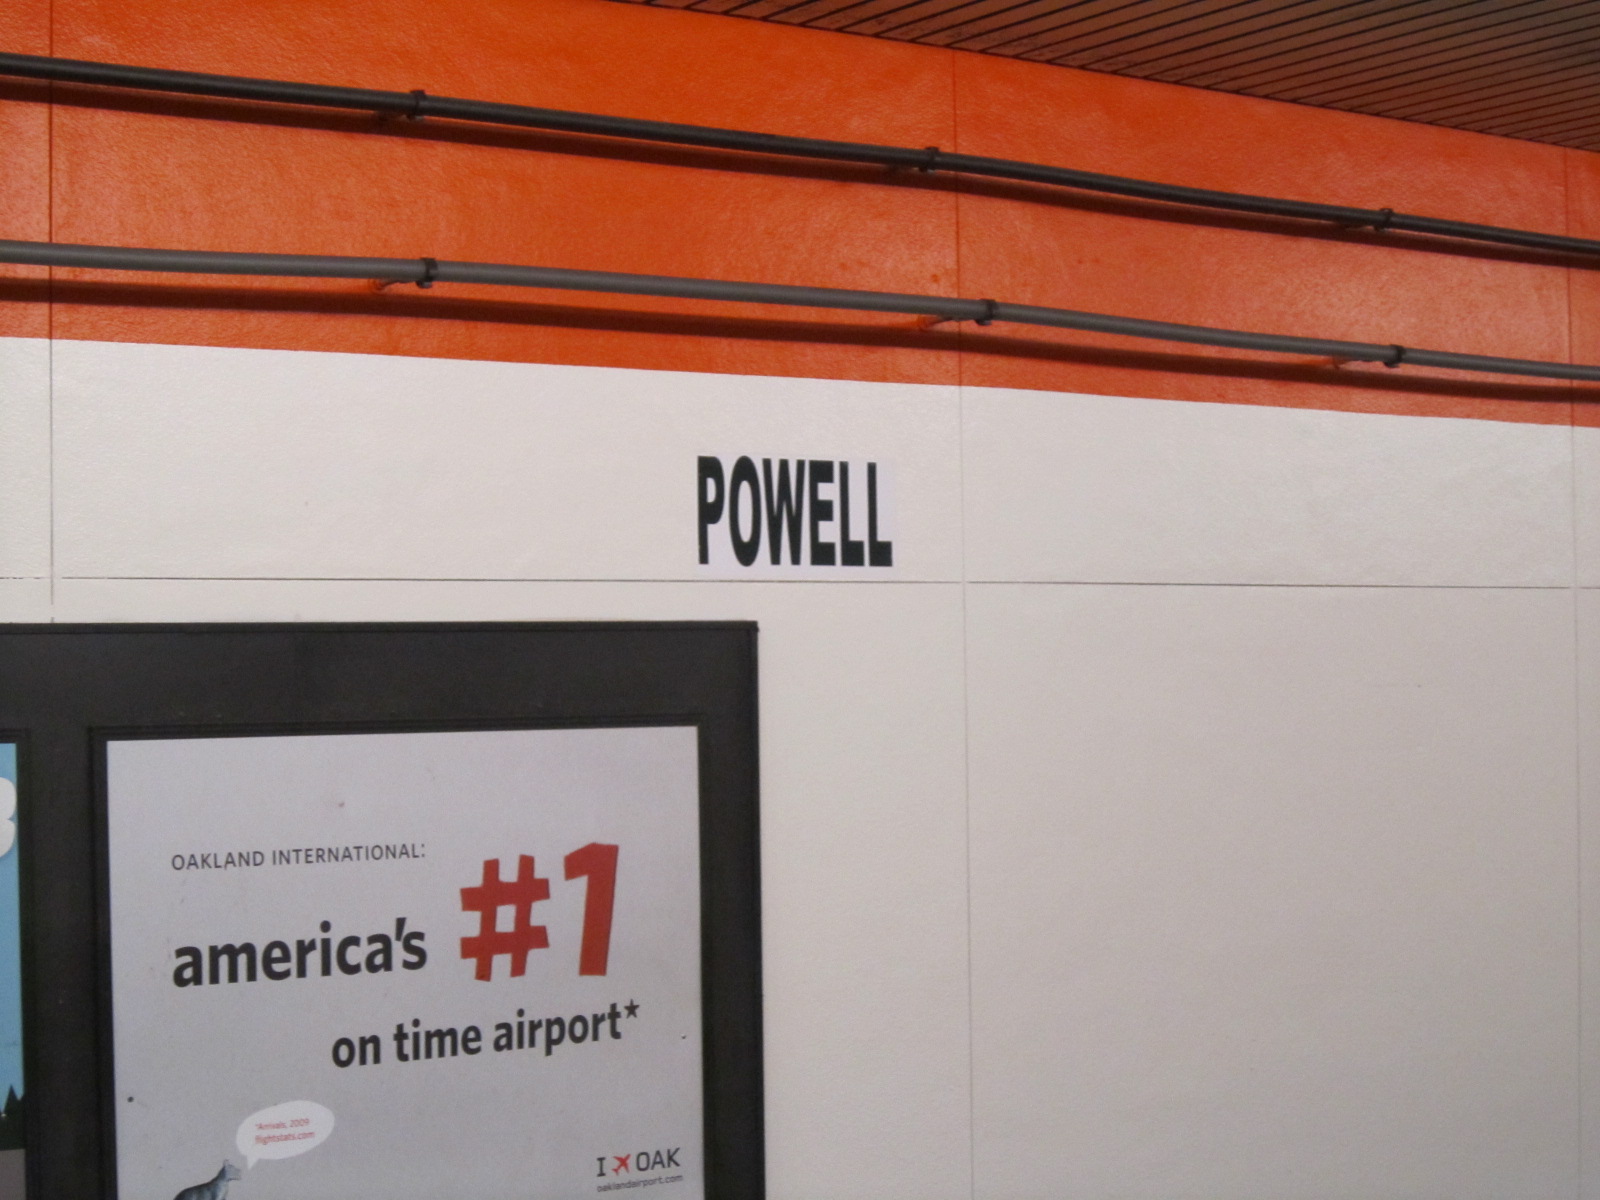 POWELL
OAKLAND INTERNATIONAL:
america's #1
on time airport*
*Arrivals, 2009
flightstats.com
I OAK
oaklandairport.com